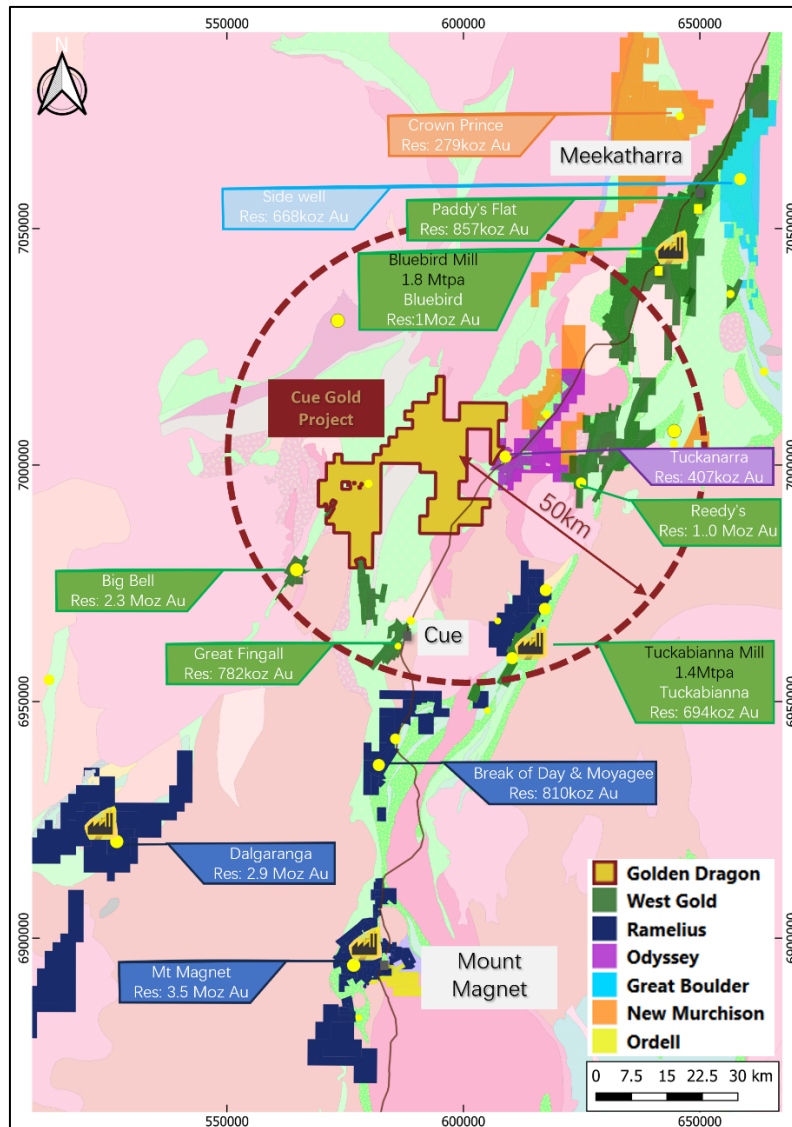 550000
600000
650000
N
Crown Prince
Res: 279koz Au
Meekatharra
Side well
Res: 668koz Au
Paddy's Flat
Res: 857koz Au
7050000
7050000
Bluebird Mill
1.8 Mtpa
Bluebird
Res:1Moz Au
Cue Gold
Project
7000000
7000000
Tuckanarra
Res: 407koz Au
50km
Reedy's
Res: 1..0 Moz Au
Big Bell
Res: 2.3 Moz Au
Cue
Great Fingall
Res: 782koz Au
Tuckabianna Mill
1.4Mtpa
Tuckabianna
Res: 694koz Au
6950000
6950000
Break of Day & Moyagee
Res: 810koz Au
Dalgaranga
Res: 2.9 Moz Au
Golden Dragon
West Gold
Ramelius
Odyssey
Great Boulder
New Murchison
Ordell
6900000
6900000
Mt Magnet
Res: 3.5 Moz Au
Mount
Magnet
0 7.5 15 22.5 30 km
550000
600000
650000